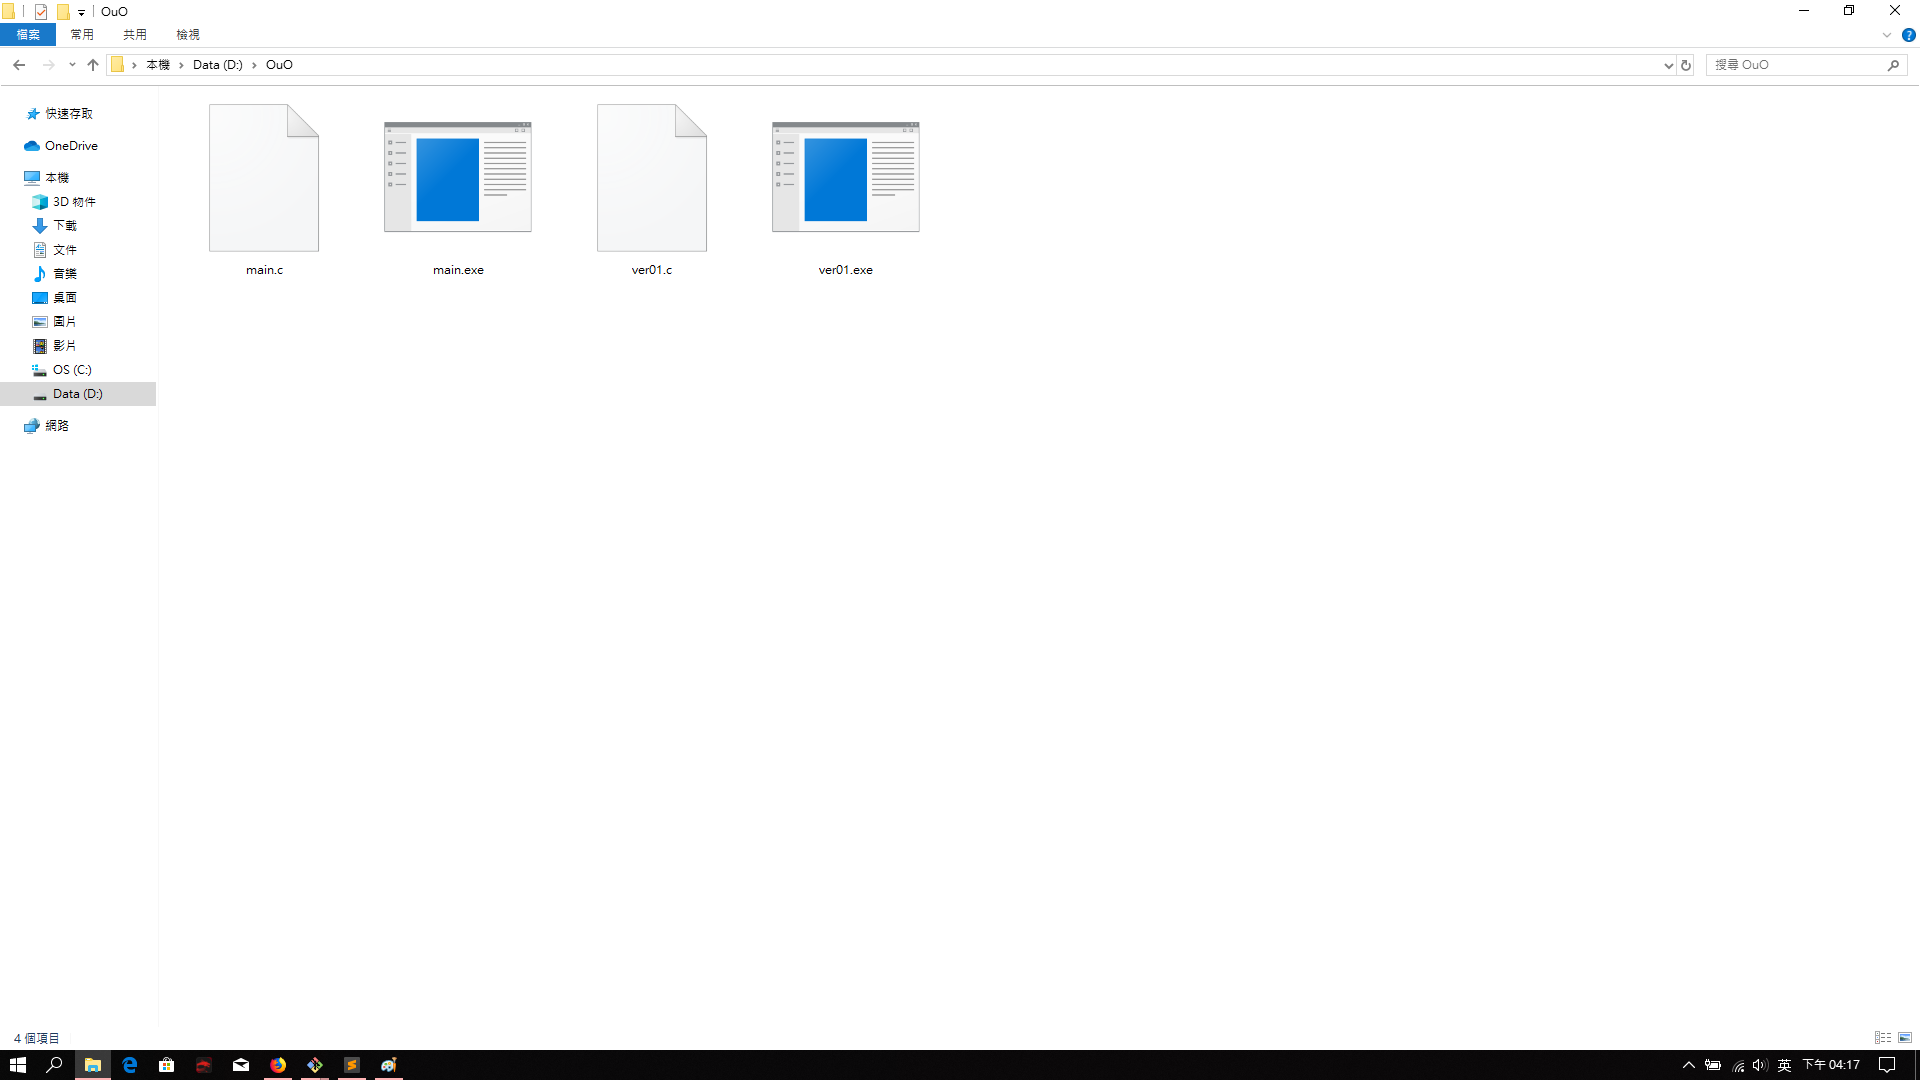 OuO
檔案 常用 共用 檢視
本機 Data (D:) OuO 搜尋 OuO
快速存取
OneDrive
本機
3D 物件
下載
文件
音樂
桌面
圖片
影片
OS (C:)
Data (D:)
網路
main.c main.exe ver01.c ver01.exe
4 個項目
英 下午 04:17